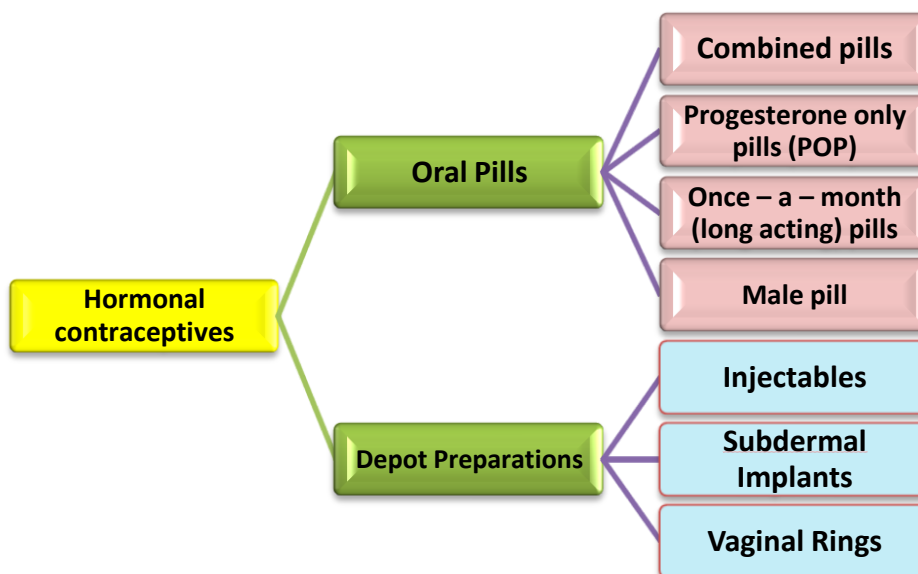 Hormonal
contraceptives
Oral Pills
Combined pills
Progesterone only
pills (POP)
Once – a – month
(long acting) pills
Male pill
Depot Preparations
Injectables
Subdermal
Implants
Vaginal Rings